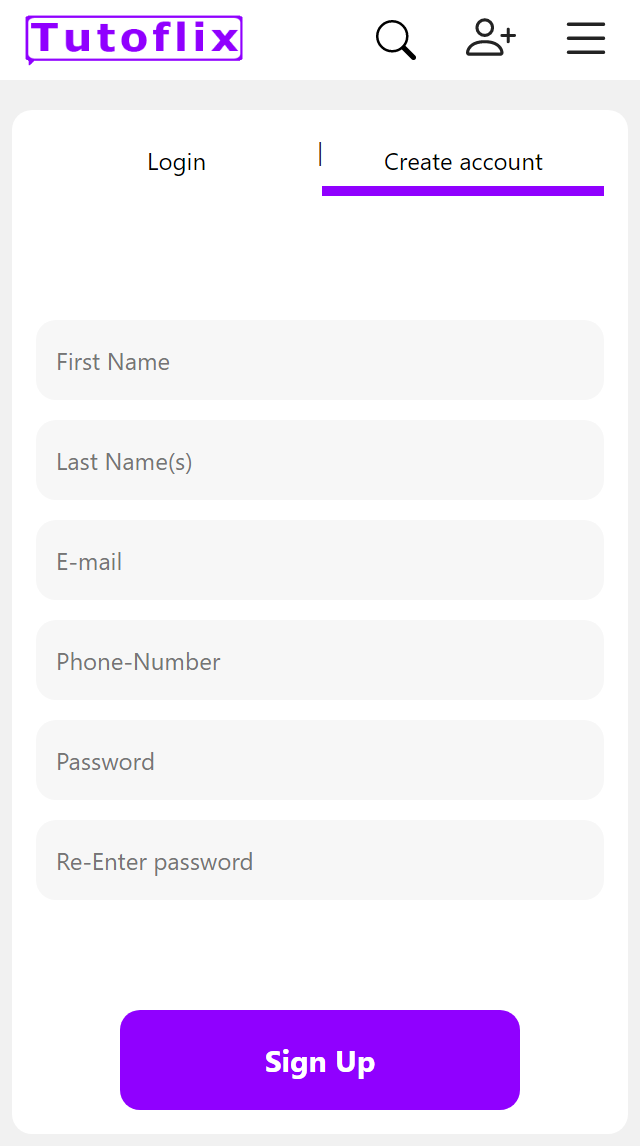 Tutoflix
Login | Create account
First Name
Last Name(s)
E-mail
Phone-Number
Password
Re-Enter password
Sign Up